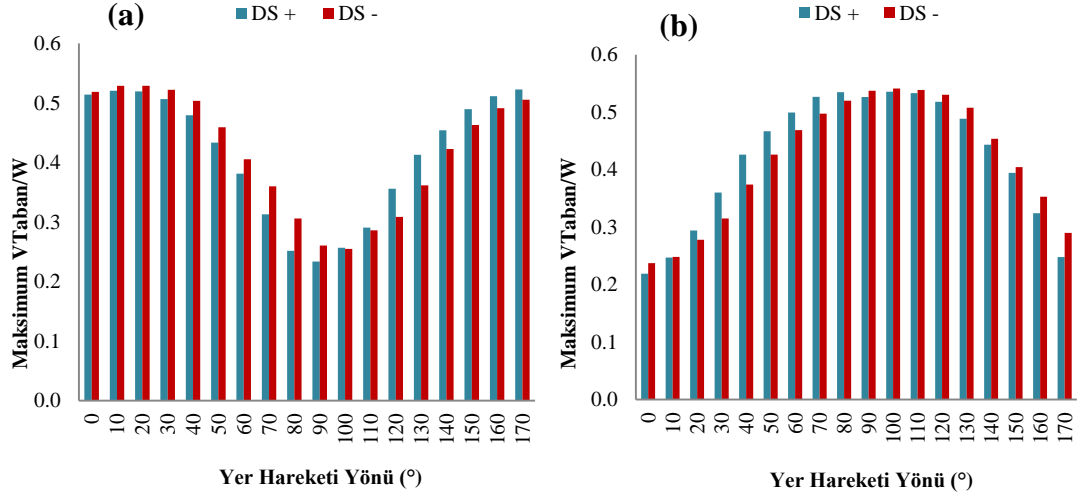 (a)
DS +
DS -
Maksimum VTaban/W
0.6
0.5
0.4
0.3
0.2
0.1
0.0
0 10 20 30 40 50 60 70 80 90 100 110 120 130 140 150 160 170
Yer Hareketi Yönü (°)
(b)
DS +
DS -
Maksimum VTaban/W
0.6
0.5
0.4
0.3
0.2
0.1
0.0
0 10 20 30 40 50 60 70 80 90 100 110 120 130 140 150 160 170
Yer Hareketi Yönü (°)